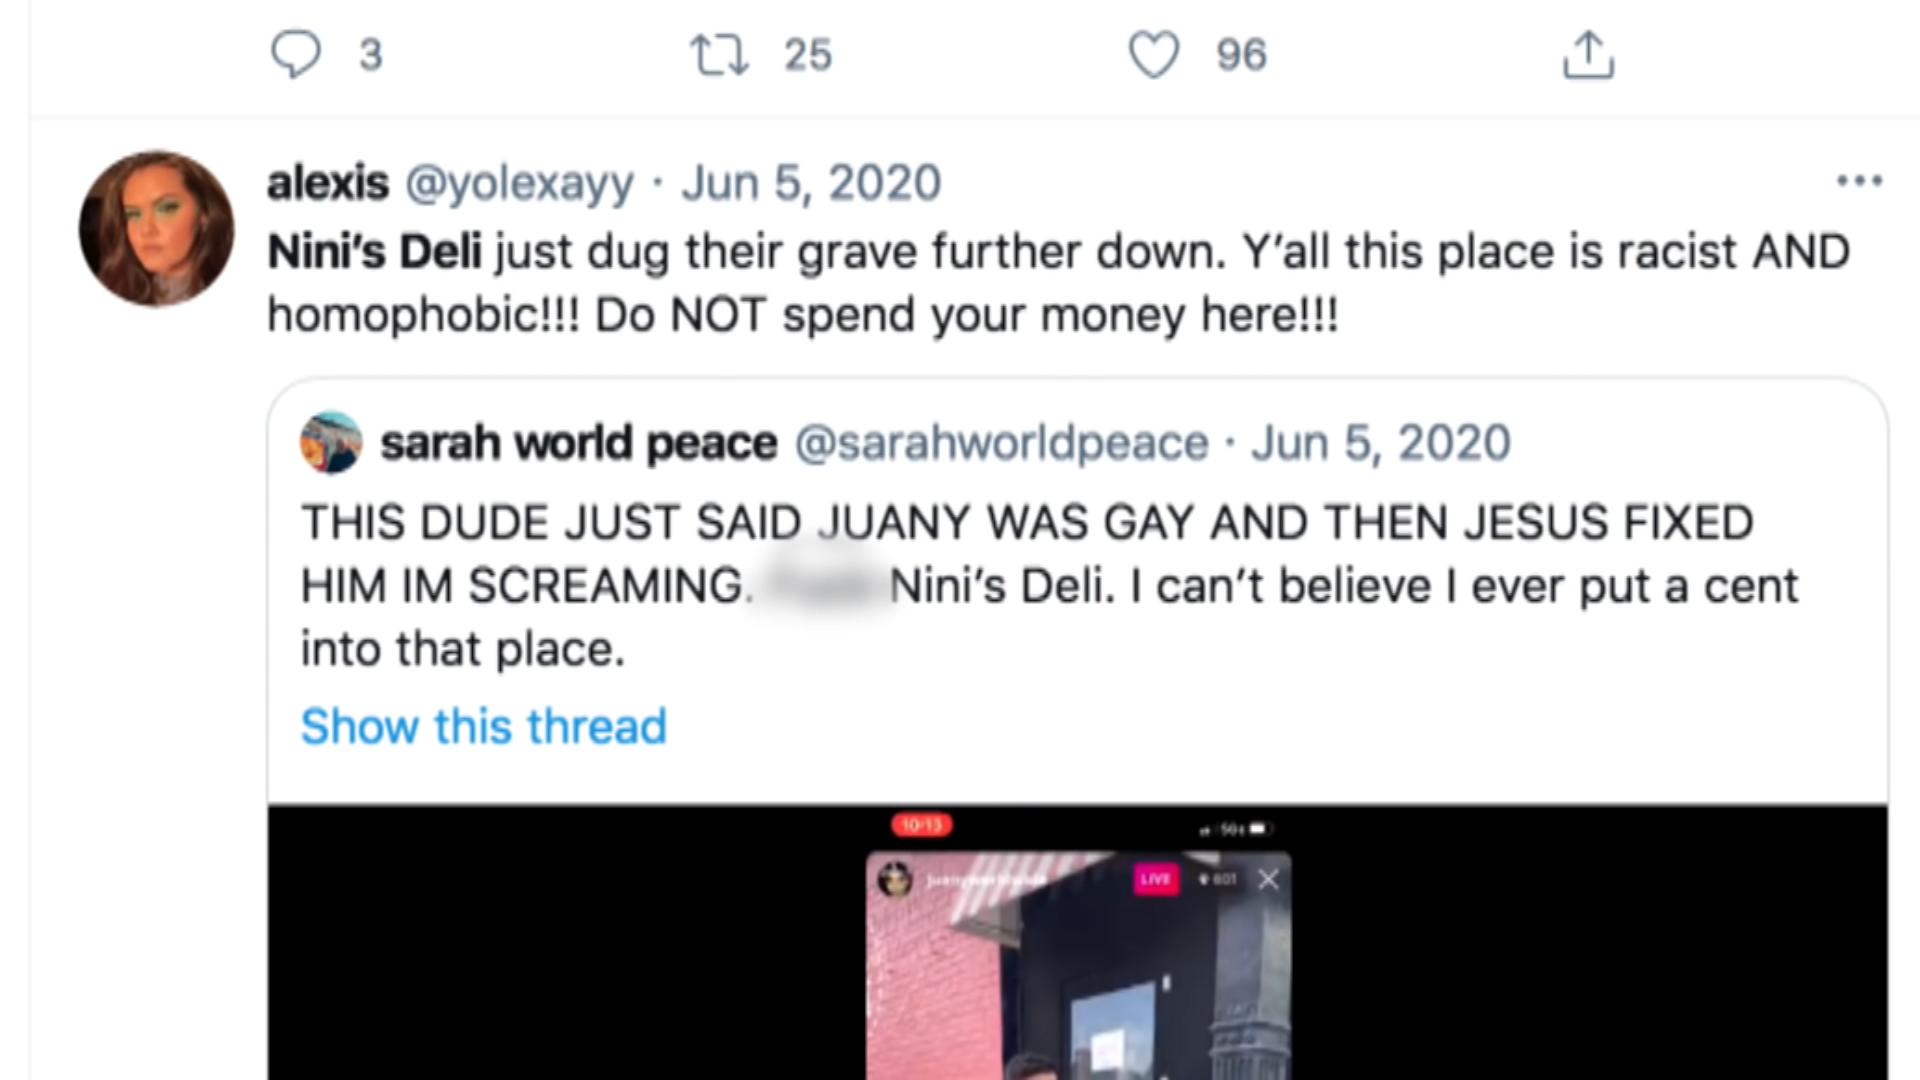 3 25 96
alexis @yolexayy · Jun 5, 2020
Nini's Deli just dug their grave further down. Y'all this place is racist AND
homophobic!!! Do NOT spend your money here!!!
sarah world peace @sarahworldpeace · Jun 5, 2020
THIS DUDE JUST SAID JUANY WAS GAY AND THEN JESUS FIXED
HIM IM SCREAMING. Nini's Deli. I can't believe I ever put a cent
into that place.
Show this thread
10:13
LIVE 601